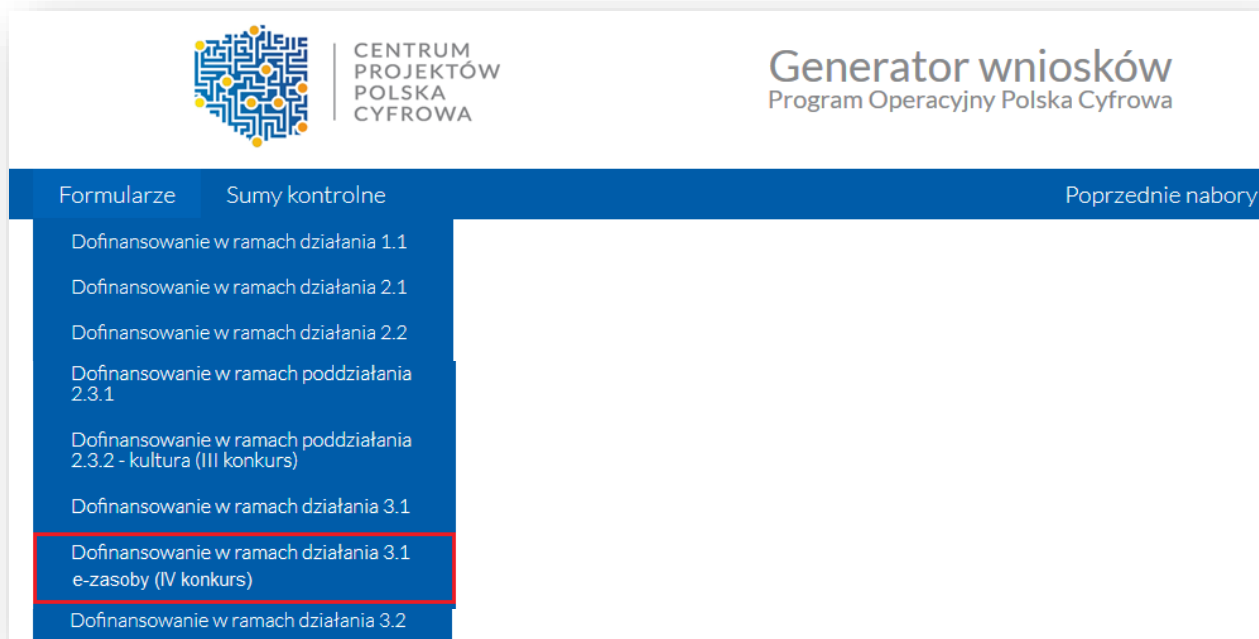 CENTRUM
PROJEKTÓW
POLSKA
CYFROWA
Generator wniosków
Program Operacyjny Polska Cyfrowa
Formularze
Sumy kontrolne
Poprzednie nabory
Dofinansowanie w ramach działania 1.1
Dofinansowanie w ramach działania 2.1
Dofinansowanie w ramach działania 2.2
Dofinansowanie w ramach poddziałania
2.3.1
Dofinansowanie w ramach poddziałania
2.3.2 - kultura (III konkurs)
Dofinansowanie w ramach działania 3.1
Dofinansowanie w ramach działania 3.1
e-zasoby (IV konkurs)
Dofinansowanie w ramach działania 3.2